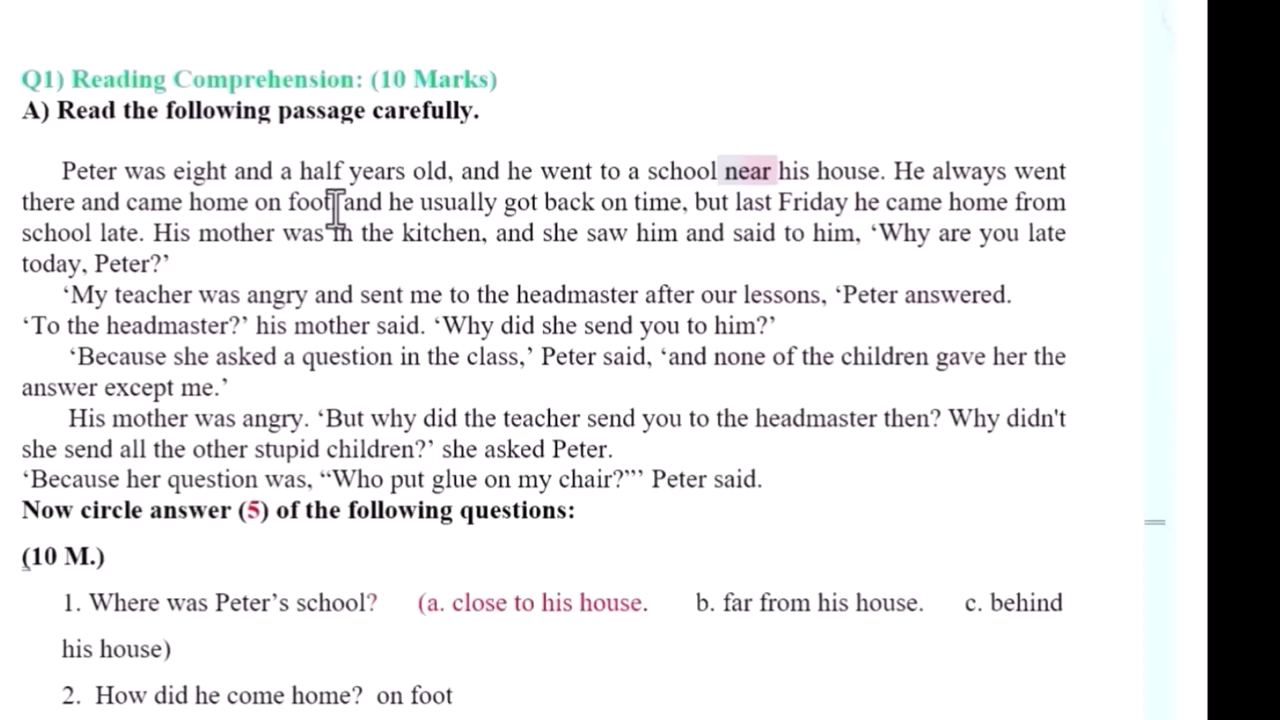 Q1) Reading Comprehension: (10 Marks)
A) Read the following passage carefully.
Peter was eight and a half years old, and he went to a school near his house. He always went
there and came home on foot and he usually got back on time, but last Friday he came home from
school late. His mother was in the kitchen, and she saw him and said to him, ‘Why are you late
today, Peter?’
‘My teacher was angry and sent me to the headmaster after our lessons, ‘Peter answered.
‘To the headmaster?’ his mother said. ‘Why did she send you to him?’
‘Because she asked a question in the class,’ Peter said, ‘and none of the children gave her the
answer except me.’
His mother was angry. ‘But why did the teacher send you to the headmaster then? Why didn't
she send all the other stupid children?’ she asked Peter.
‘Because her question was, “Who put glue on my chair?”’ Peter said.
Now circle answer (5) of the following questions:
(10 M.)
1. Where was Peter’s school? (a. close to his house. b. far from his house. c. behind
his house)
2. How did he come home? on foot